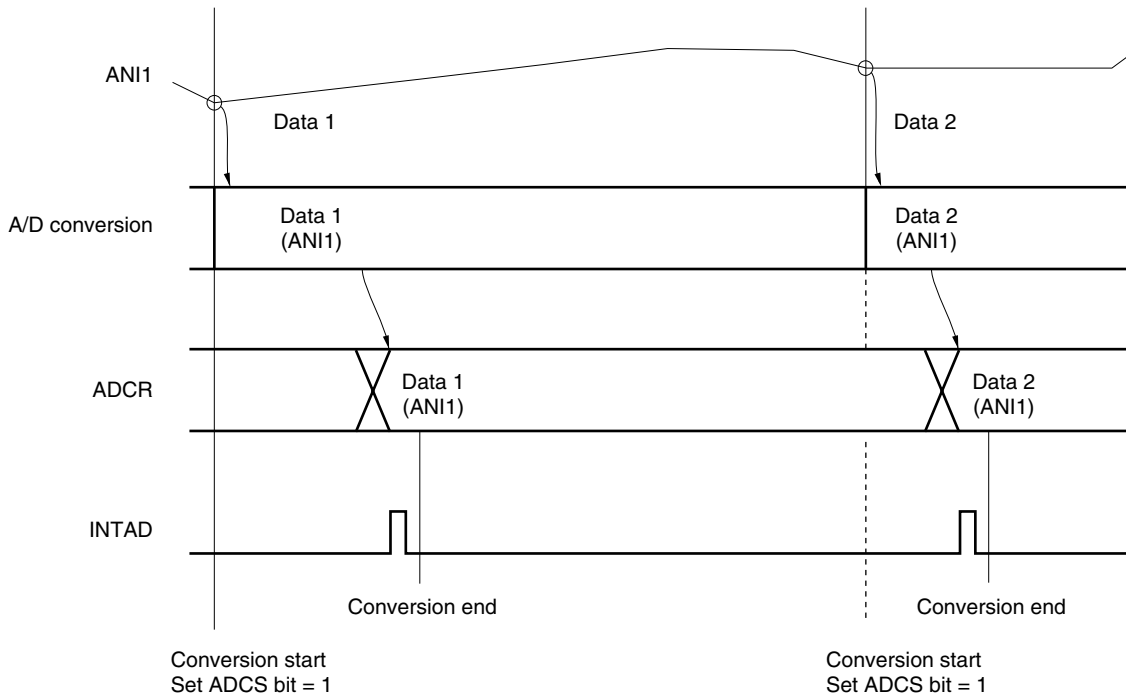 ANI1
Data 1
Data 2
A/D conversion
Data 1
(ANI1)
Data 2
(ANI1)
ADCR
Data 1
(ANI1)
Data 2
(ANI1)
INTAD
Conversion end
Conversion end
Conversion start
Set ADCS bit = 1
Conversion start
Set ADCS bit = 1